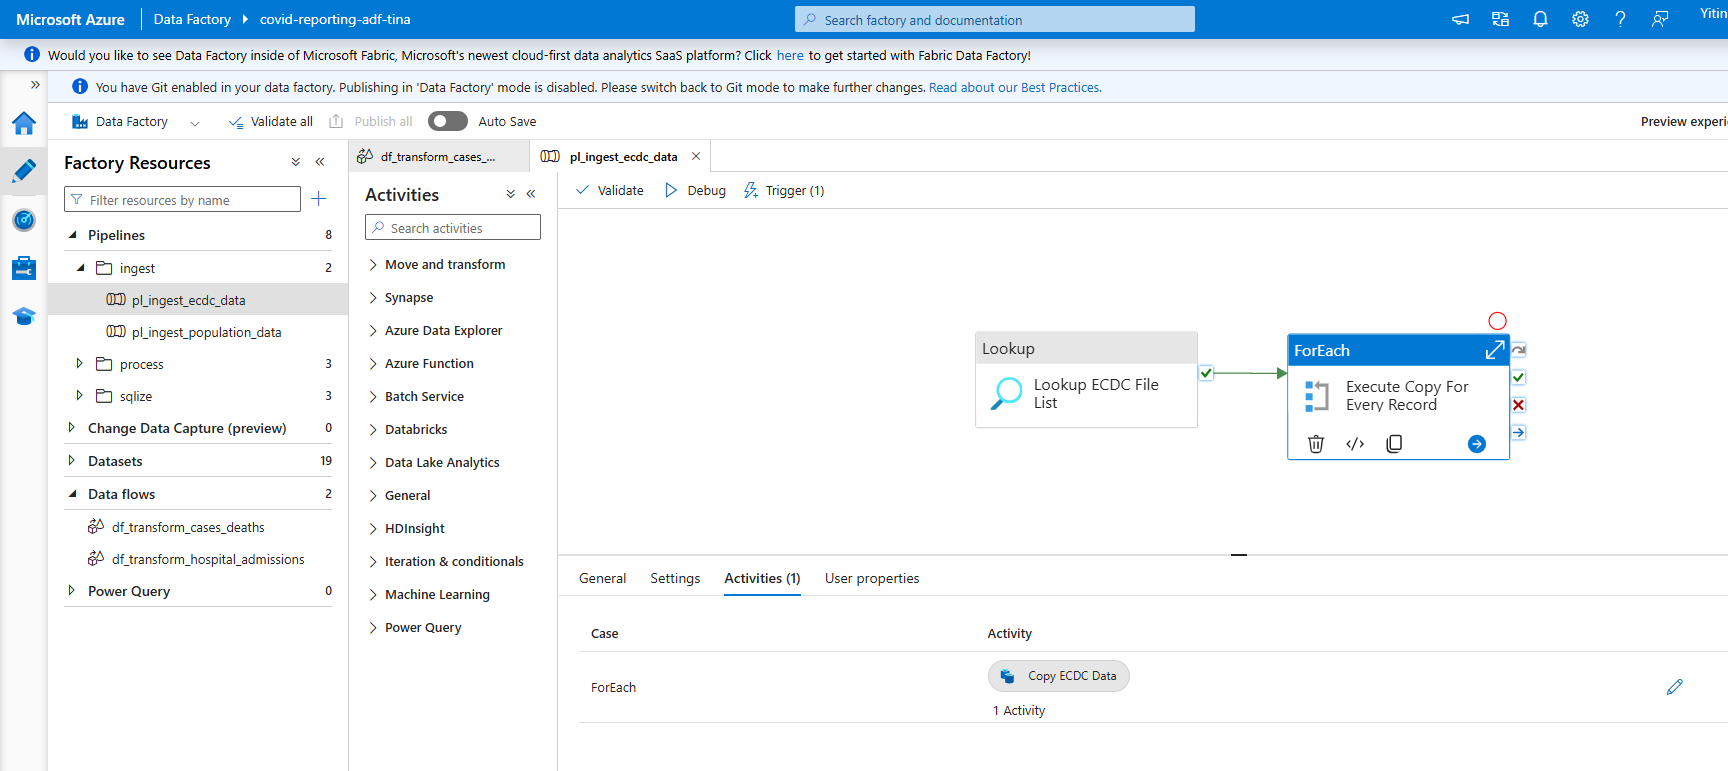 Microsoft Azure
Data Factory
covid-reporting-adf-tina
Search factory and documentation
Yitin
Would you like to see Data Factory inside of Microsoft Fabric, Microsoft's newest cloud-first data analytics SaaS platform? Click here to get started with Fabric Data Factory!
You have Git enabled in your data factory. Publishing in 'Data Factory' mode is disabled. Please switch back to Git mode to make further changes. Read about our Best Practices.
Data Factory
Validate all
Publish all
Auto Save
Preview experi
Factory Resources
Filter resources by name
Pipelines 8
ingest 2
pl_ingest_ecdc_data
pl_ingest_population_data
process 3
sqlize 3
Change Data Capture (preview) 0
Datasets 19
Data flows 2
df_transform_cases_deaths
df_transform_hospital_admissions
Power Query 0
df_transform_cases_...
pl_ingest_ecdc_data
Activities
Search activities
Move and transform
Synapse
Azure Data Explorer
Azure Function
Batch Service
Databricks
Data Lake Analytics
General
HDInsight
Iteration & conditionals
Machine Learning
Power Query
Validate
Debug
Trigger (1)
Lookup
Lookup ECDC File
List
ForEach
Execute Copy For
Every Record
General
Settings
Activities (1)
User properties
Case
Activity
ForEach
Copy ECDC Data
1 Activity